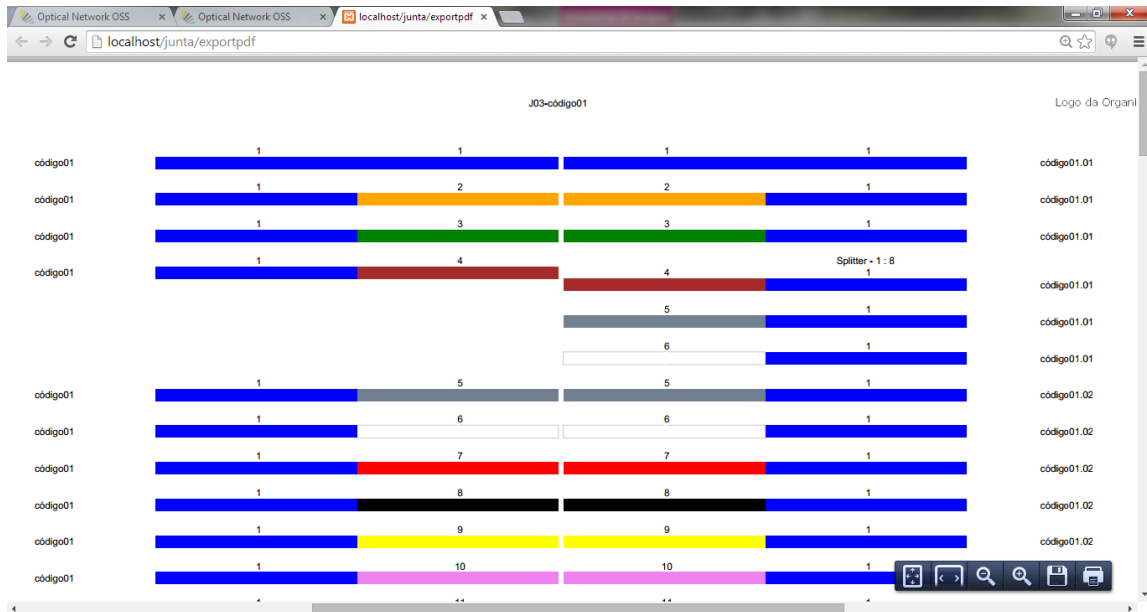 Optical Network OSS
Optical Network OSS
localhost/junta/exportpdf
localhost/junta/exportpdf
J03-código01
Logo da Organi
1 1 1 1
código01 código01.01
1 2 2 1
código01 código01.01
1 3 3 1
código01 código01.01
Splitter - 1 : 8
1 4
código01
4 1
código01.01
5 1
código01.01
6 1
código01.01
1 5 5 1
código01 código01.02
1 6 6 1
código01 código01.02
1 7 7 1
código01 código01.02
1 8 8 1
código01 código01.02
1 9 9 1
código01 código01.02
1 10 10 1
código01
1 11 11 1